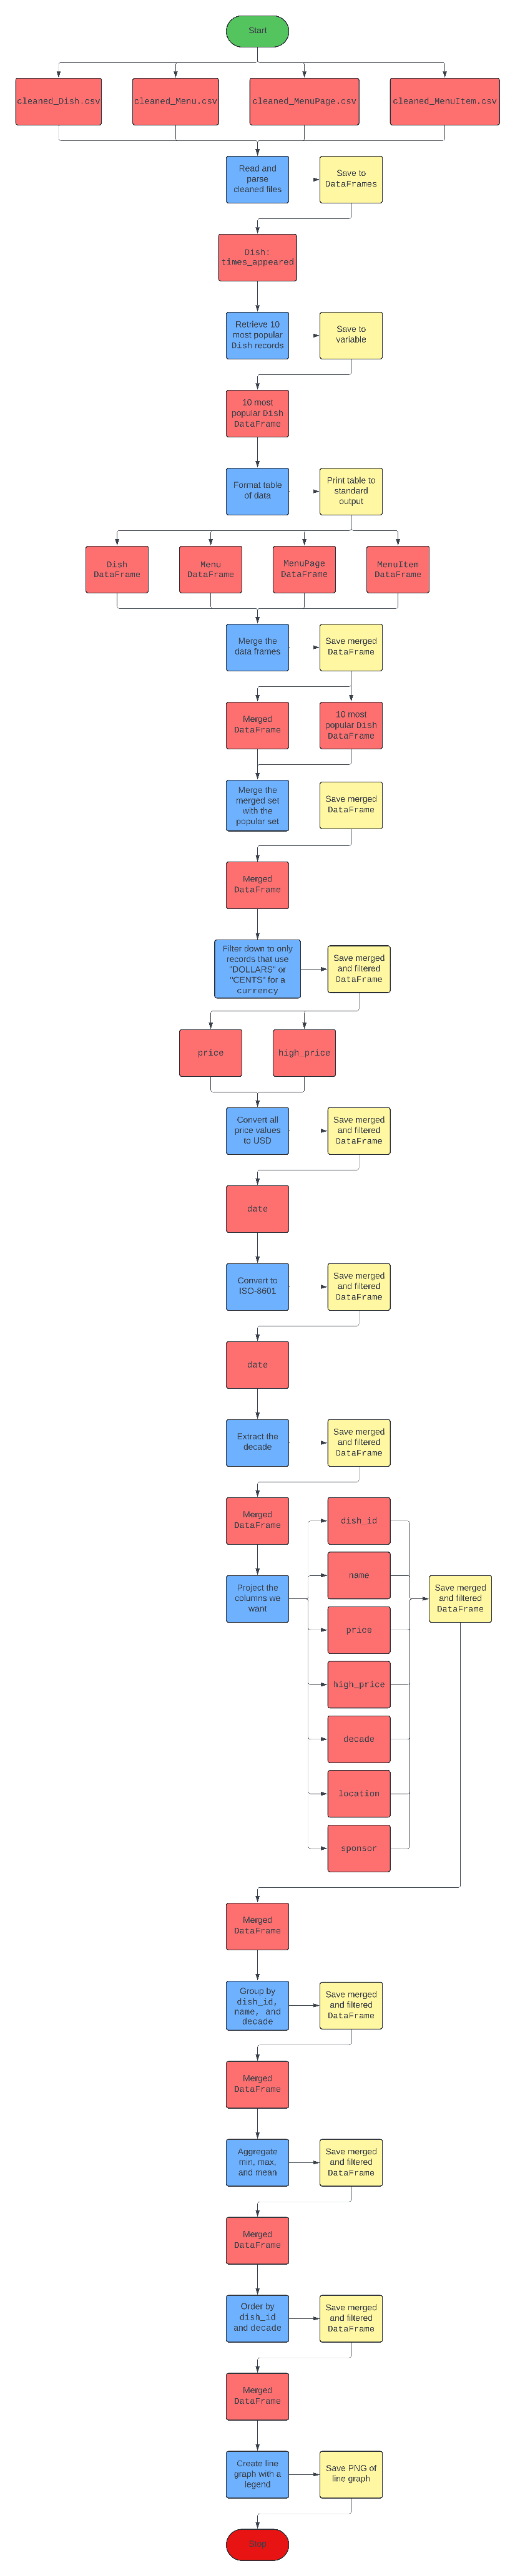 Start
cleaned_Dish.csv
cleaned_Menu.csv
cleaned_MenuPage.csv
cleaned_MenuItem.csv
Read and
parse
cleaned files
Save to
DataFrames
Dish:
times_appeared
Retrieve 10
most popular
Dish records
Save to
variable
10 most
popular Dish
DataFrame
Format table
of data
Print table to
standard
output
Dish
DataFrame
Menu
DataFrame
MenuPage
DataFrame
MenuItem
DataFrame
Merge the
data frames
Save merged
DataFrame
Merged
DataFrame
10 most
popular Dish
DataFrame
Merge the
merged set
with the
popular set
Save merged
DataFrame
Merged
DataFrame
Filter down to only
records that use
"DOLLARS" or
"CENTS" for a
currency
Save merged
and filtered
DataFrame
price
high price
Convert all
price values
to USD
Save merged
and filtered
DataFrame
date
Convert to
ISO-8601
Save merged
and filtered
DataFrame
date
Extract the
decade
Save merged
and filtered
DataFrame
Merged
DataFrame
Project the
columns we
want
dish_id
name
price
high_price
decade
location
sponsor
Save merged
and filtered
DataFrame
Merged
DataFrame
Group by
dish_id,
name, and
decade
Save merged
and filtered
DataFrame
Merged
DataFrame
Aggregate
min, max,
and mean
Save merged
and filtered
DataFrame
Merged
DataFrame
Order by
dish_id
and decade
Save merged
and filtered
DataFrame
Merged
DataFrame
Create line
graph with a
legend
Save PNG of
line graph
Stop